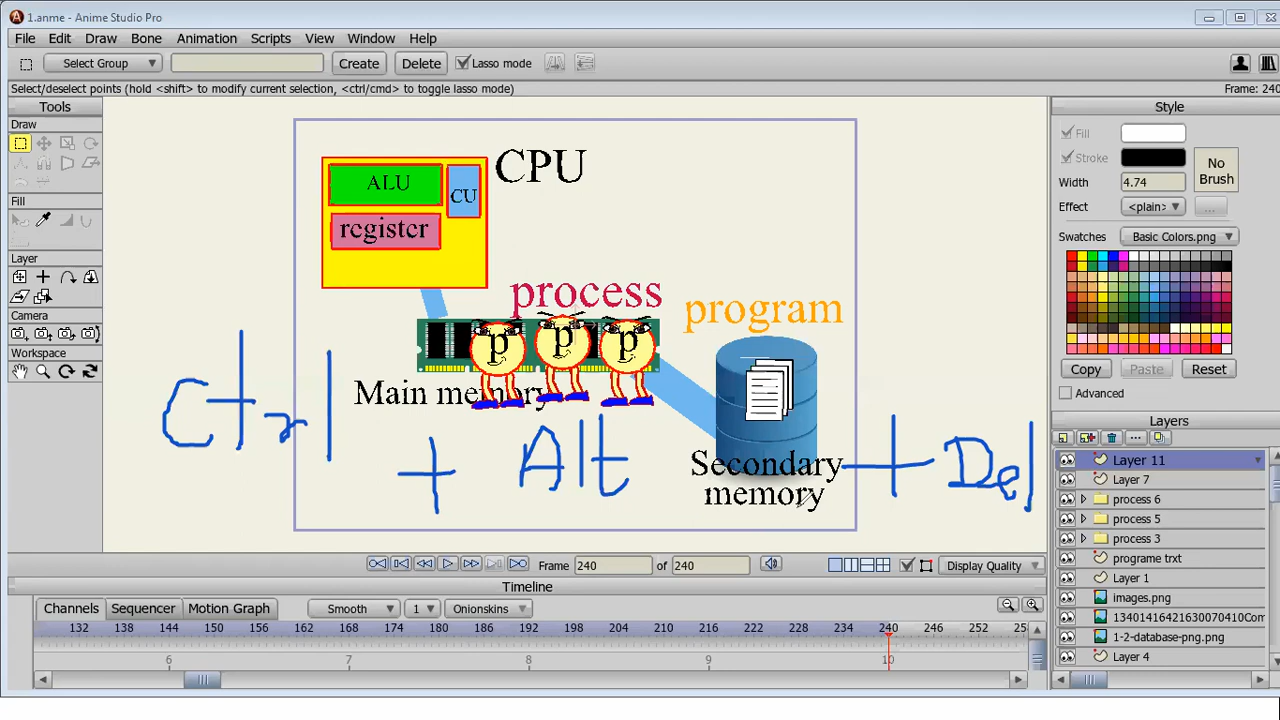 1.anme - Anime Studio Pro
File Edit Draw Bone Animation Scripts View Window Help
Select Group Create Delete Lasso mode
Select/deselect points (hold <shift> to modify current selection, <ctrl/cmd> to toggle lasso mode) Frame: 240
Tools
Draw
Fill
Layer
Camera
Workspace
CPU
ALU
CU
register
process
program
p p p
Main memory
Secondary
memory
Ctrl + Alt + Del
Style
Fill
Stroke
No
Brush
Width 4.74
Effect <plain>
...
Swatches Basic Colors.png
Copy Paste Reset
Advanced
Layers
Layer 11
Layer 7
process 6
process 5
process 3
programe trxt
Layer 1
images.png
13401416421630070410Com
1-2-database-png.png
Layer 4
Frame 240 of 240 Display Quality
Timeline
Channels Sequencer Motion Graph Smooth 1 Onionskins
132 138 144 150 156 162 168 174 180 186 192 198 204 210 216 222 228 234 240 246 252 25
6 7 8 9 10